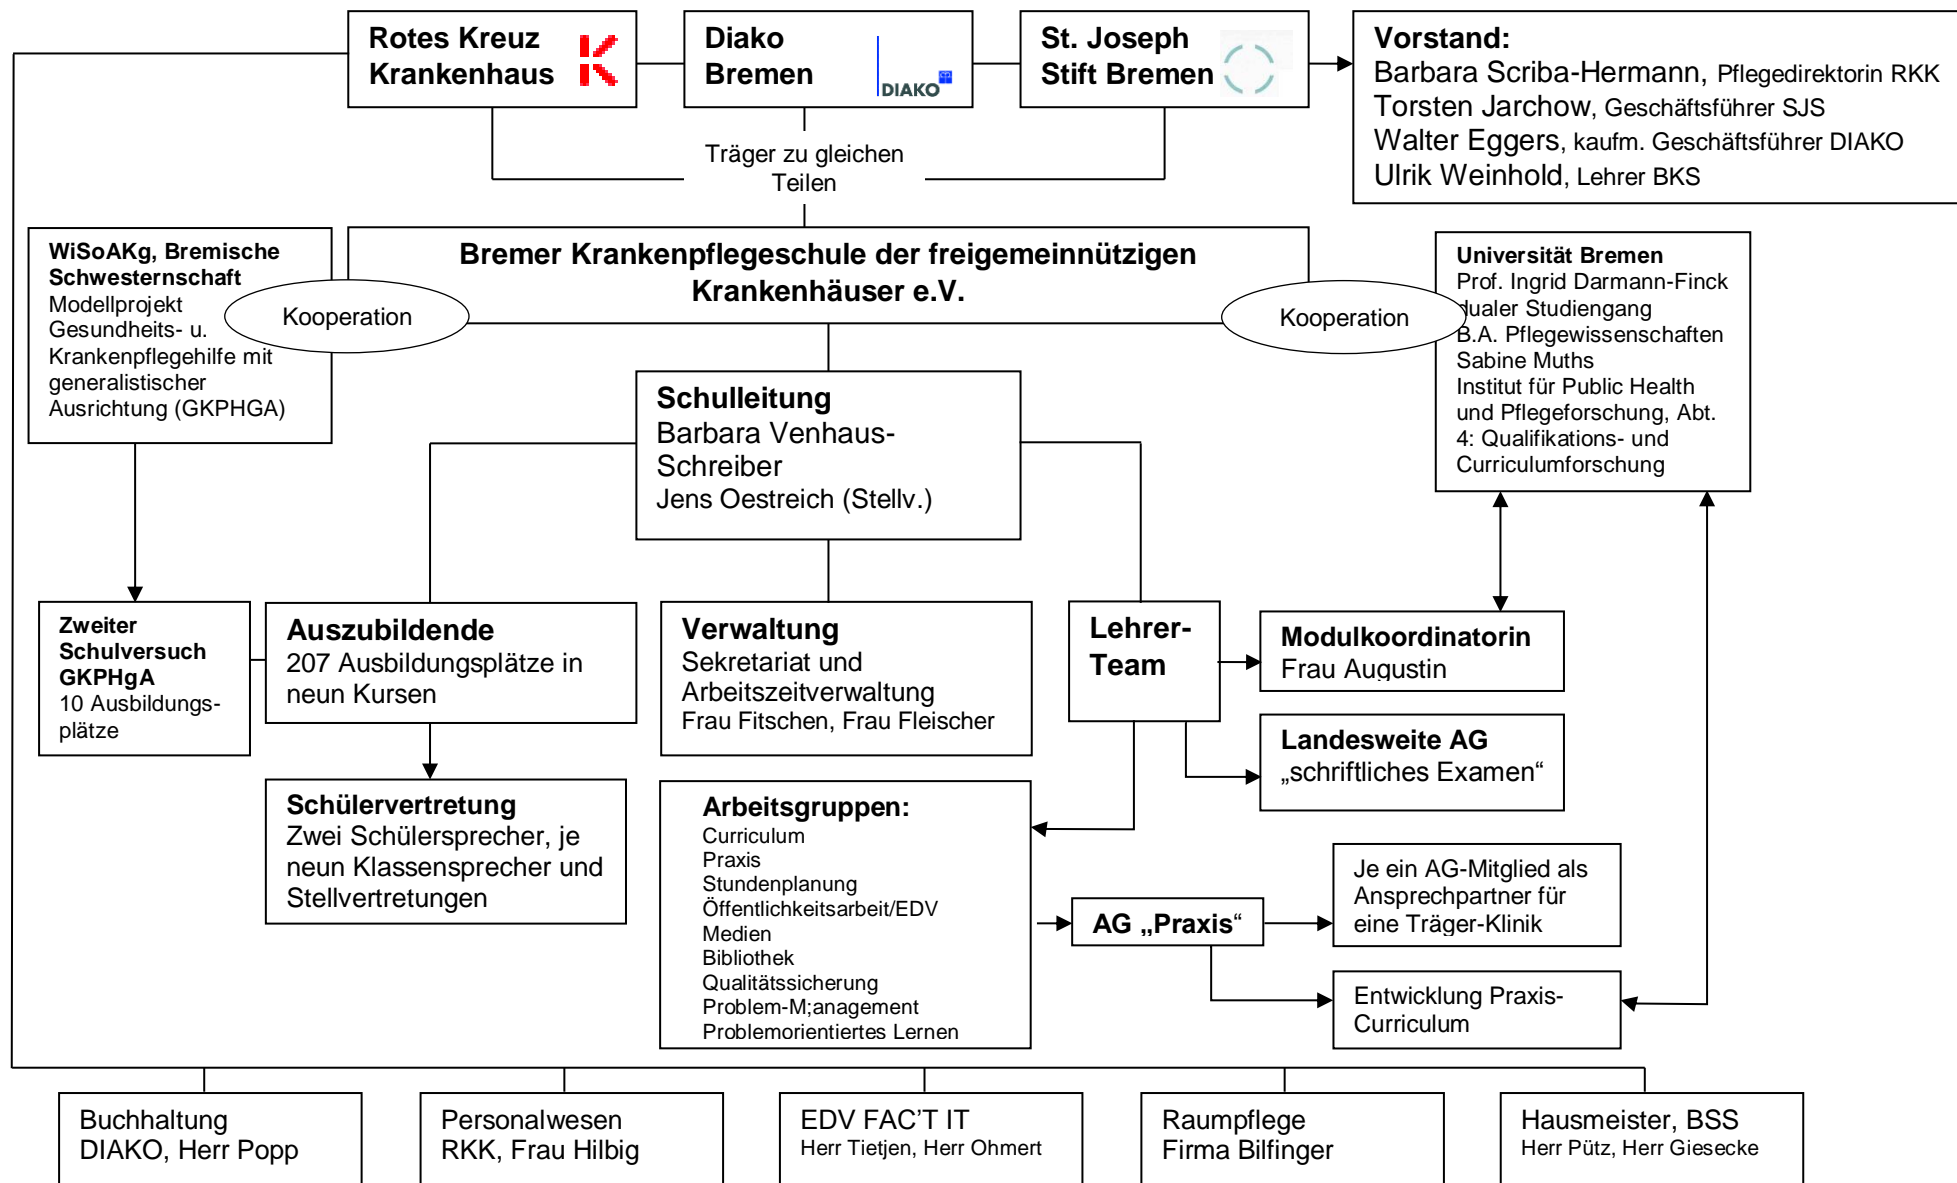 Rotes Kreuz
Krankenhaus
Diako
Bremen
DIAKO
St. Joseph
Stift Bremen
Vorstand:
Barbara Scriba-Hermann, Pflegedirektorin RKK
Torsten Jarchow, Geschäftsführer SJS
Walter Eggers, kaufm. Geschäftsführer DIAKO
Ulrik Weinhold, Lehrer BKS
Träger zu gleichen
Teilen
WiSoAKg, Bremische
Schwesternschaft
Modellprojekt
Gesundheits- u.
Krankenpflegehilfe mit
generalistischer
Ausrichtung (GKPHGA)
Kooperation
Bremer Krankenpflegeschule der freigemeinnützigen
Krankenhäuser e.V.
Kooperation
Universität Bremen
Prof. Ingrid Darmann-Finck
dualer Studiengang
B.A. Pflegewissenschaften
Sabine Muths
Institut für Public Health
und Pflegeforschung, Abt.
4: Qualifikations- und
Curriculumforschung
Schulleitung
Barbara Venhaus-
Schreiber
Jens Oestreich (Stellv.)
Zweiter
Schulversuch
GKPHgA
10 Ausbildungs-
plätze
Auszubildende
207 Ausbildungsplätze in
neun Kursen
Verwaltung
Sekretariat und
Arbeitszeitverwaltung
Frau Fitschen, Frau Fleischer
Lehrer-
Team
Modulkoordinatorin
Frau Augustin
Landesweite AG
„schriftliches Examen“
Schülervertretung
Zwei Schülersprecher, je
neun Klassensprecher und
Stellvertretungen
Arbeitsgruppen:
Curriculum
Praxis
Stundenplanung
Öffentlichkeitsarbeit/EDV
Medien
Bibliothek
Qualitätssicherung
Problem-M;anagement
Problemorientiertes Lernen
AG „Praxis“
Je ein AG-Mitglied als
Ansprechpartner für
eine Träger-Klinik
Entwicklung Praxis-
Curriculum
Buchhaltung
DIAKO, Herr Popp
Personalwesen
RKK, Frau Hilbig
EDV FAC’T IT
Herr Tietjen, Herr Ohmert
Raumpflege
Firma Bilfinger
Hausmeister, BSS
Herr Pütz, Herr Giesecke